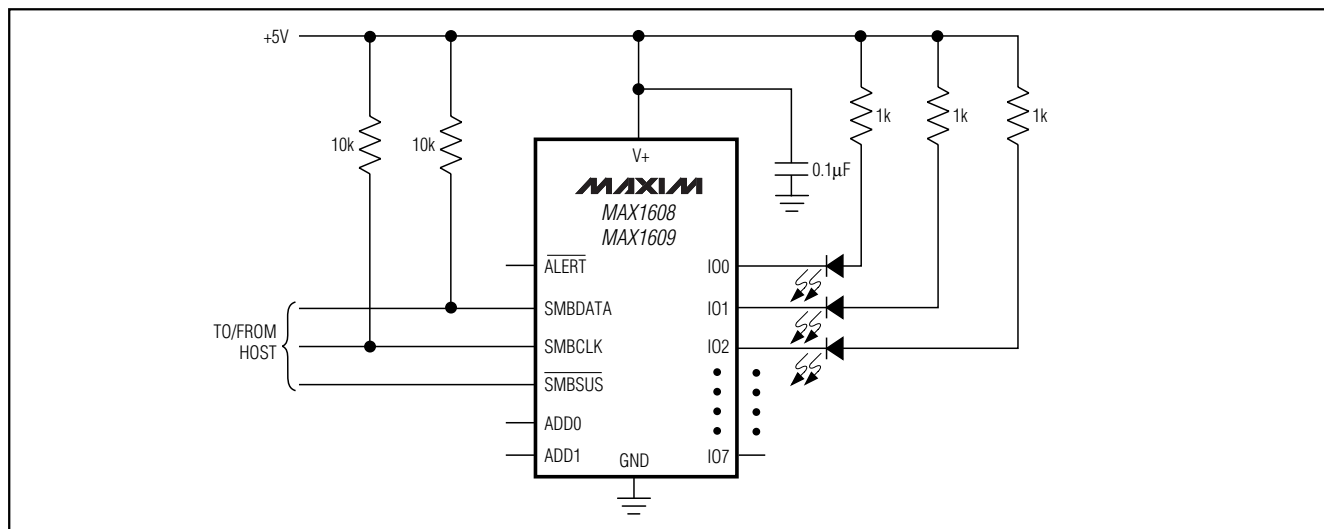 +5V
10k
10k
1k
1k
1k
0.1µF
V+
MAXIM
MAX1608
MAX1609
ALERT
SMBDATA
SMBCLK
SMBSUS
ADD0
ADD1
GND
IO0
IO1
IO2
IO7
TO/FROM
HOST